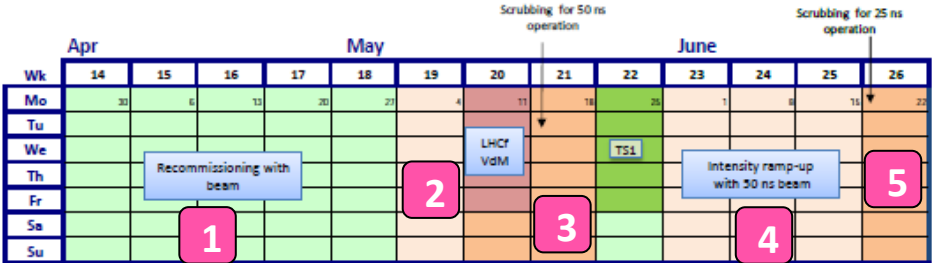 Scrubbing for 50 ns
operation
Scrubbing for 25 ns
operation
Apr May June
Wk 14 15 16 17 18 19 20 21 22 23 24 25 26
Mo 30 6 13 20 27 4 11 18 25 1 8 15 22
Tu
We
Th
Fr
Sa
Su
Recommissioning with
beam
LHCf
VdM
TS1
Intensity ramp-up
with 50 ns beam
1
2
3
4
5